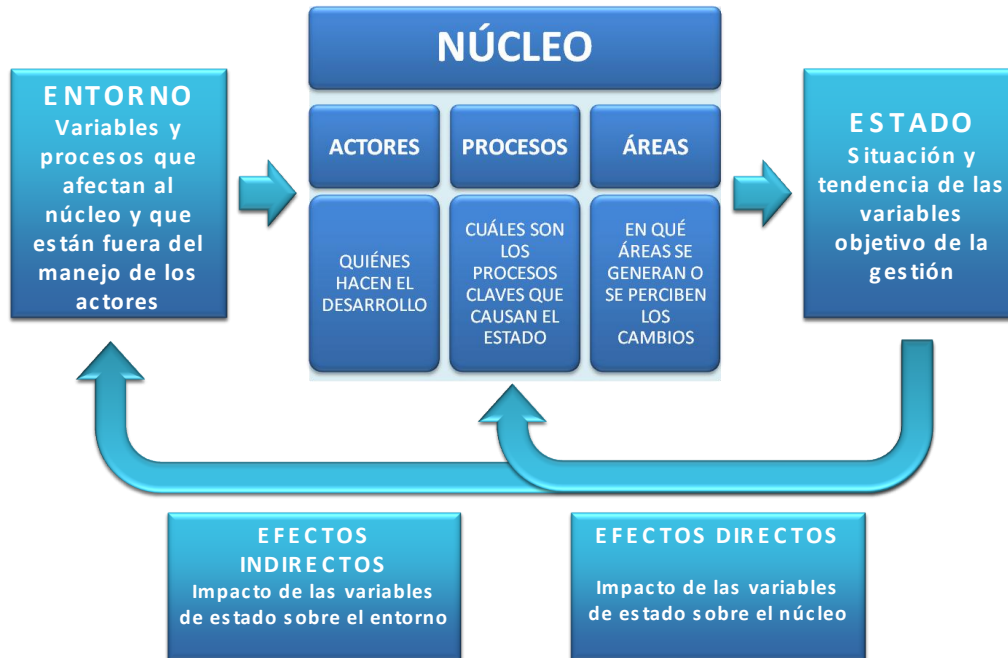 NÚCLEO
ENTORNO
Variables y
procesos que
afectan al
núcleo y que
están fuera del
manejo de los
actores
ACTORES
PROCESOS
ÁREAS
QUIÉNES
HACEN EL
DESARROLLO
CUÁLES SON
LOS
PROCESOS
CLAVES QUE
CAUSAN EL
ESTADO
EN QUÉ
ÁREAS SE
GENERAN O
SE PERCIBEN
LOS
CAMBIOS
ESTADO
Situación y
tendencia de las
variables
objetivo de la
gestión
EFECTOS
INDIRECTOS
Impacto de las variables
de estado sobre el entorno
EFECTOS DIRECTOS
Impacto de las variables
de estado sobre el núcleo